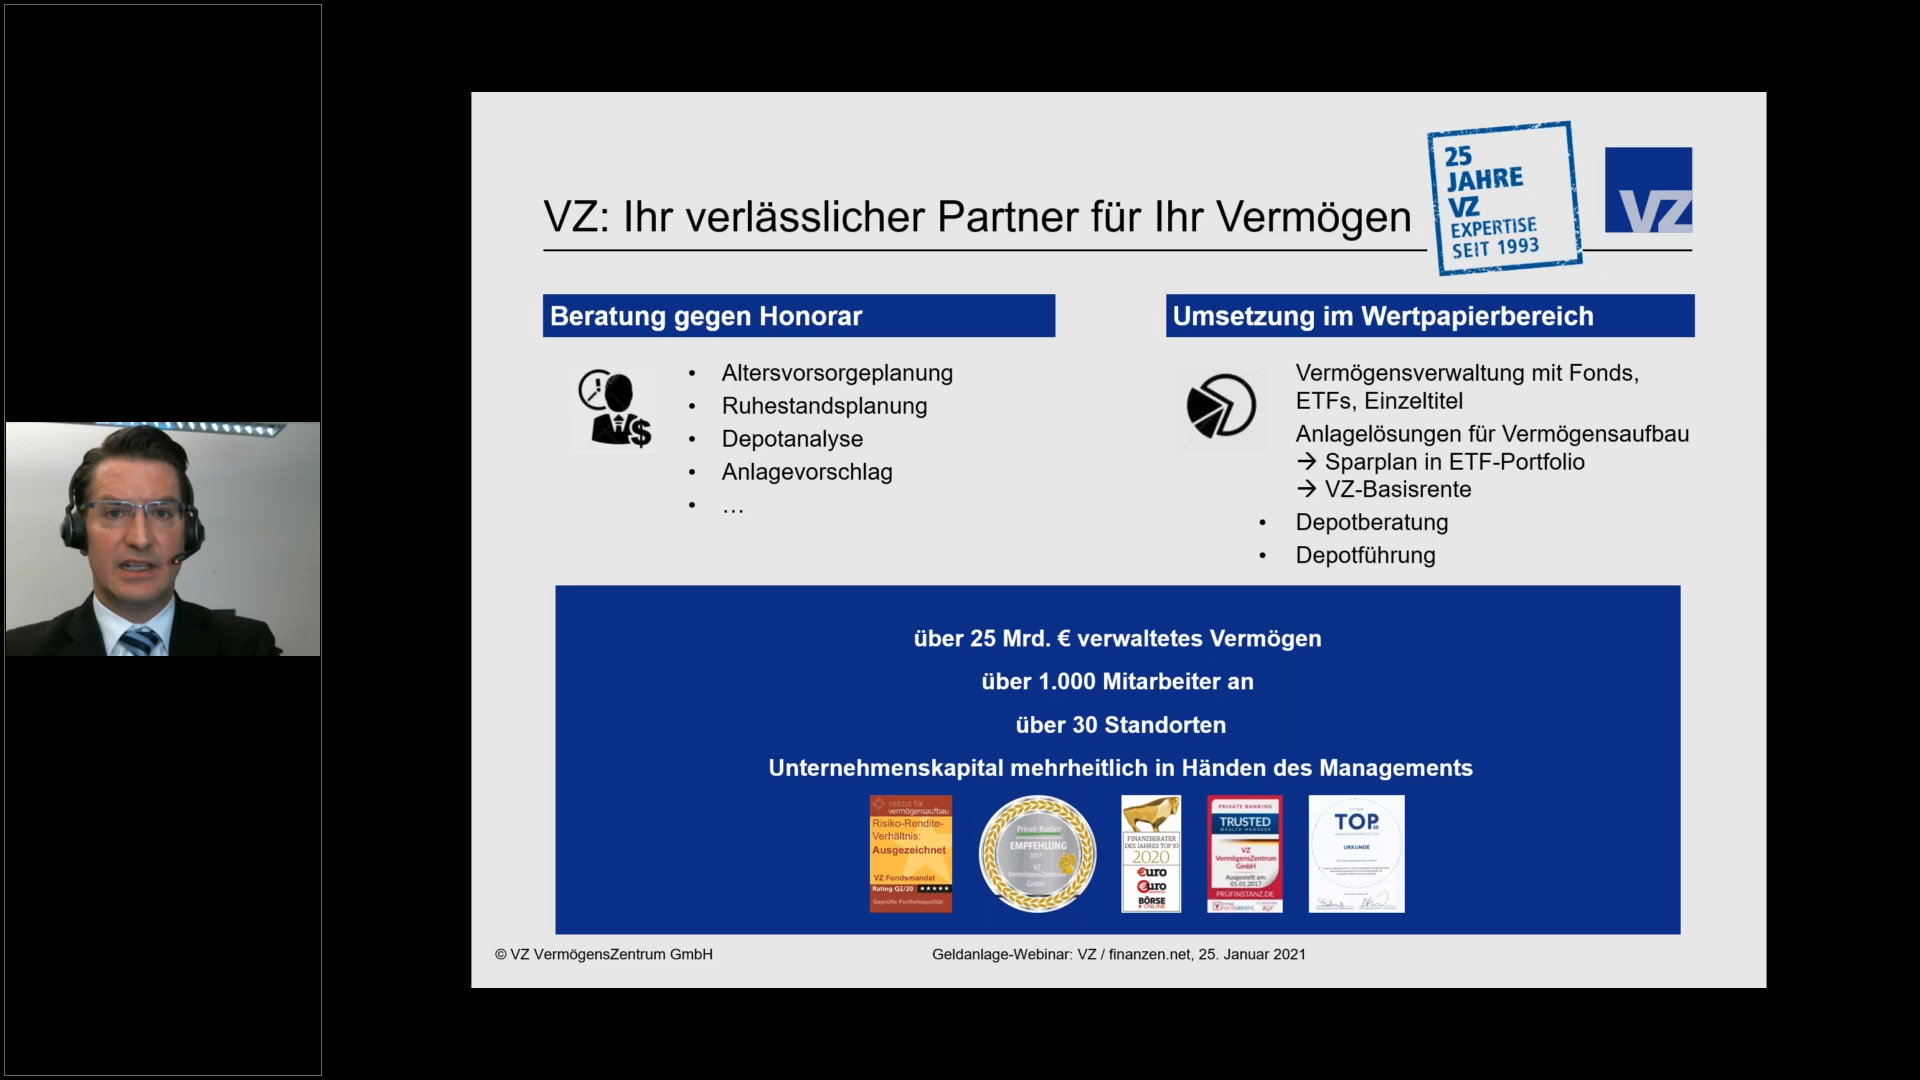 VZ: Ihr verlässlicher Partner für Ihr Vermögen
25
JAHRE
VZ
EXPERTISE
SEIT 1993
VZ
Beratung gegen Honorar
• Altersvorsorgeplanung
• Ruhestandsplanung
• Depotanalyse
• Anlagevorschlag
• …
Umsetzung im Wertpapierbereich
Vermögensverwaltung mit Fonds,
ETFs, Einzeltitel
Anlagelösungen für Vermögensaufbau
→ Sparplan in ETF-Portfolio
→ VZ-Basisrente
• Depotberatung
• Depotführung
über 25 Mrd. € verwaltetes Vermögen
über 1.000 Mitarbeiter an
über 30 Standorten
Unternehmenskapital mehrheitlich in Händen des Managements
institut für
vermögensaufbau
Risiko-Rendite-
Verhältnis:
Ausgezeichnet
VZ Fondsmandat
Rating Q2/20 ★★★★★
Geprüfte Portfolioqualität
Private Banker
EMPFEHLUNG
2017
VZ
VermögensZentrum
GmbH
FINANZBERATER
DES JAHRES TOP 10
2020
€uro
€uro
BÖRSE
ONLINE
PRIVATE BANKING
TRUSTED
WEALTH MANAGER
VZ
VermögensZentrum
GmbH
Ausgestellt am:
01.01.2017
PRÜFINSTANZ.DE
TOP
URKUNDE
© VZ VermögensZentrum GmbH
Geldanlage-Webinar: VZ / finanzen.net, 25. Januar 2021